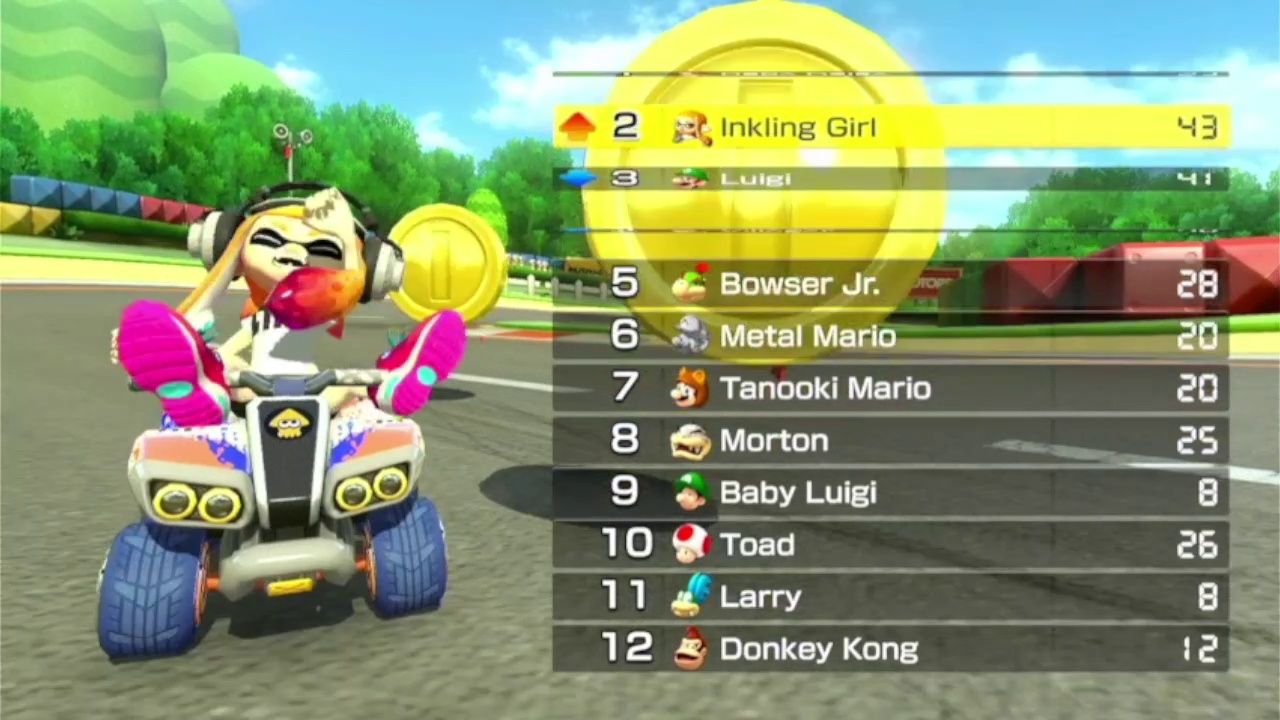 2 Inkling Girl 43
3 Luigi 41
5 Bowser Jr. 28
6 Metal Mario 20
7 Tanooki Mario 20
8 Morton 25
9 Baby Luigi 8
10 Toad 26
11 Larry 8
12 Donkey Kong 12